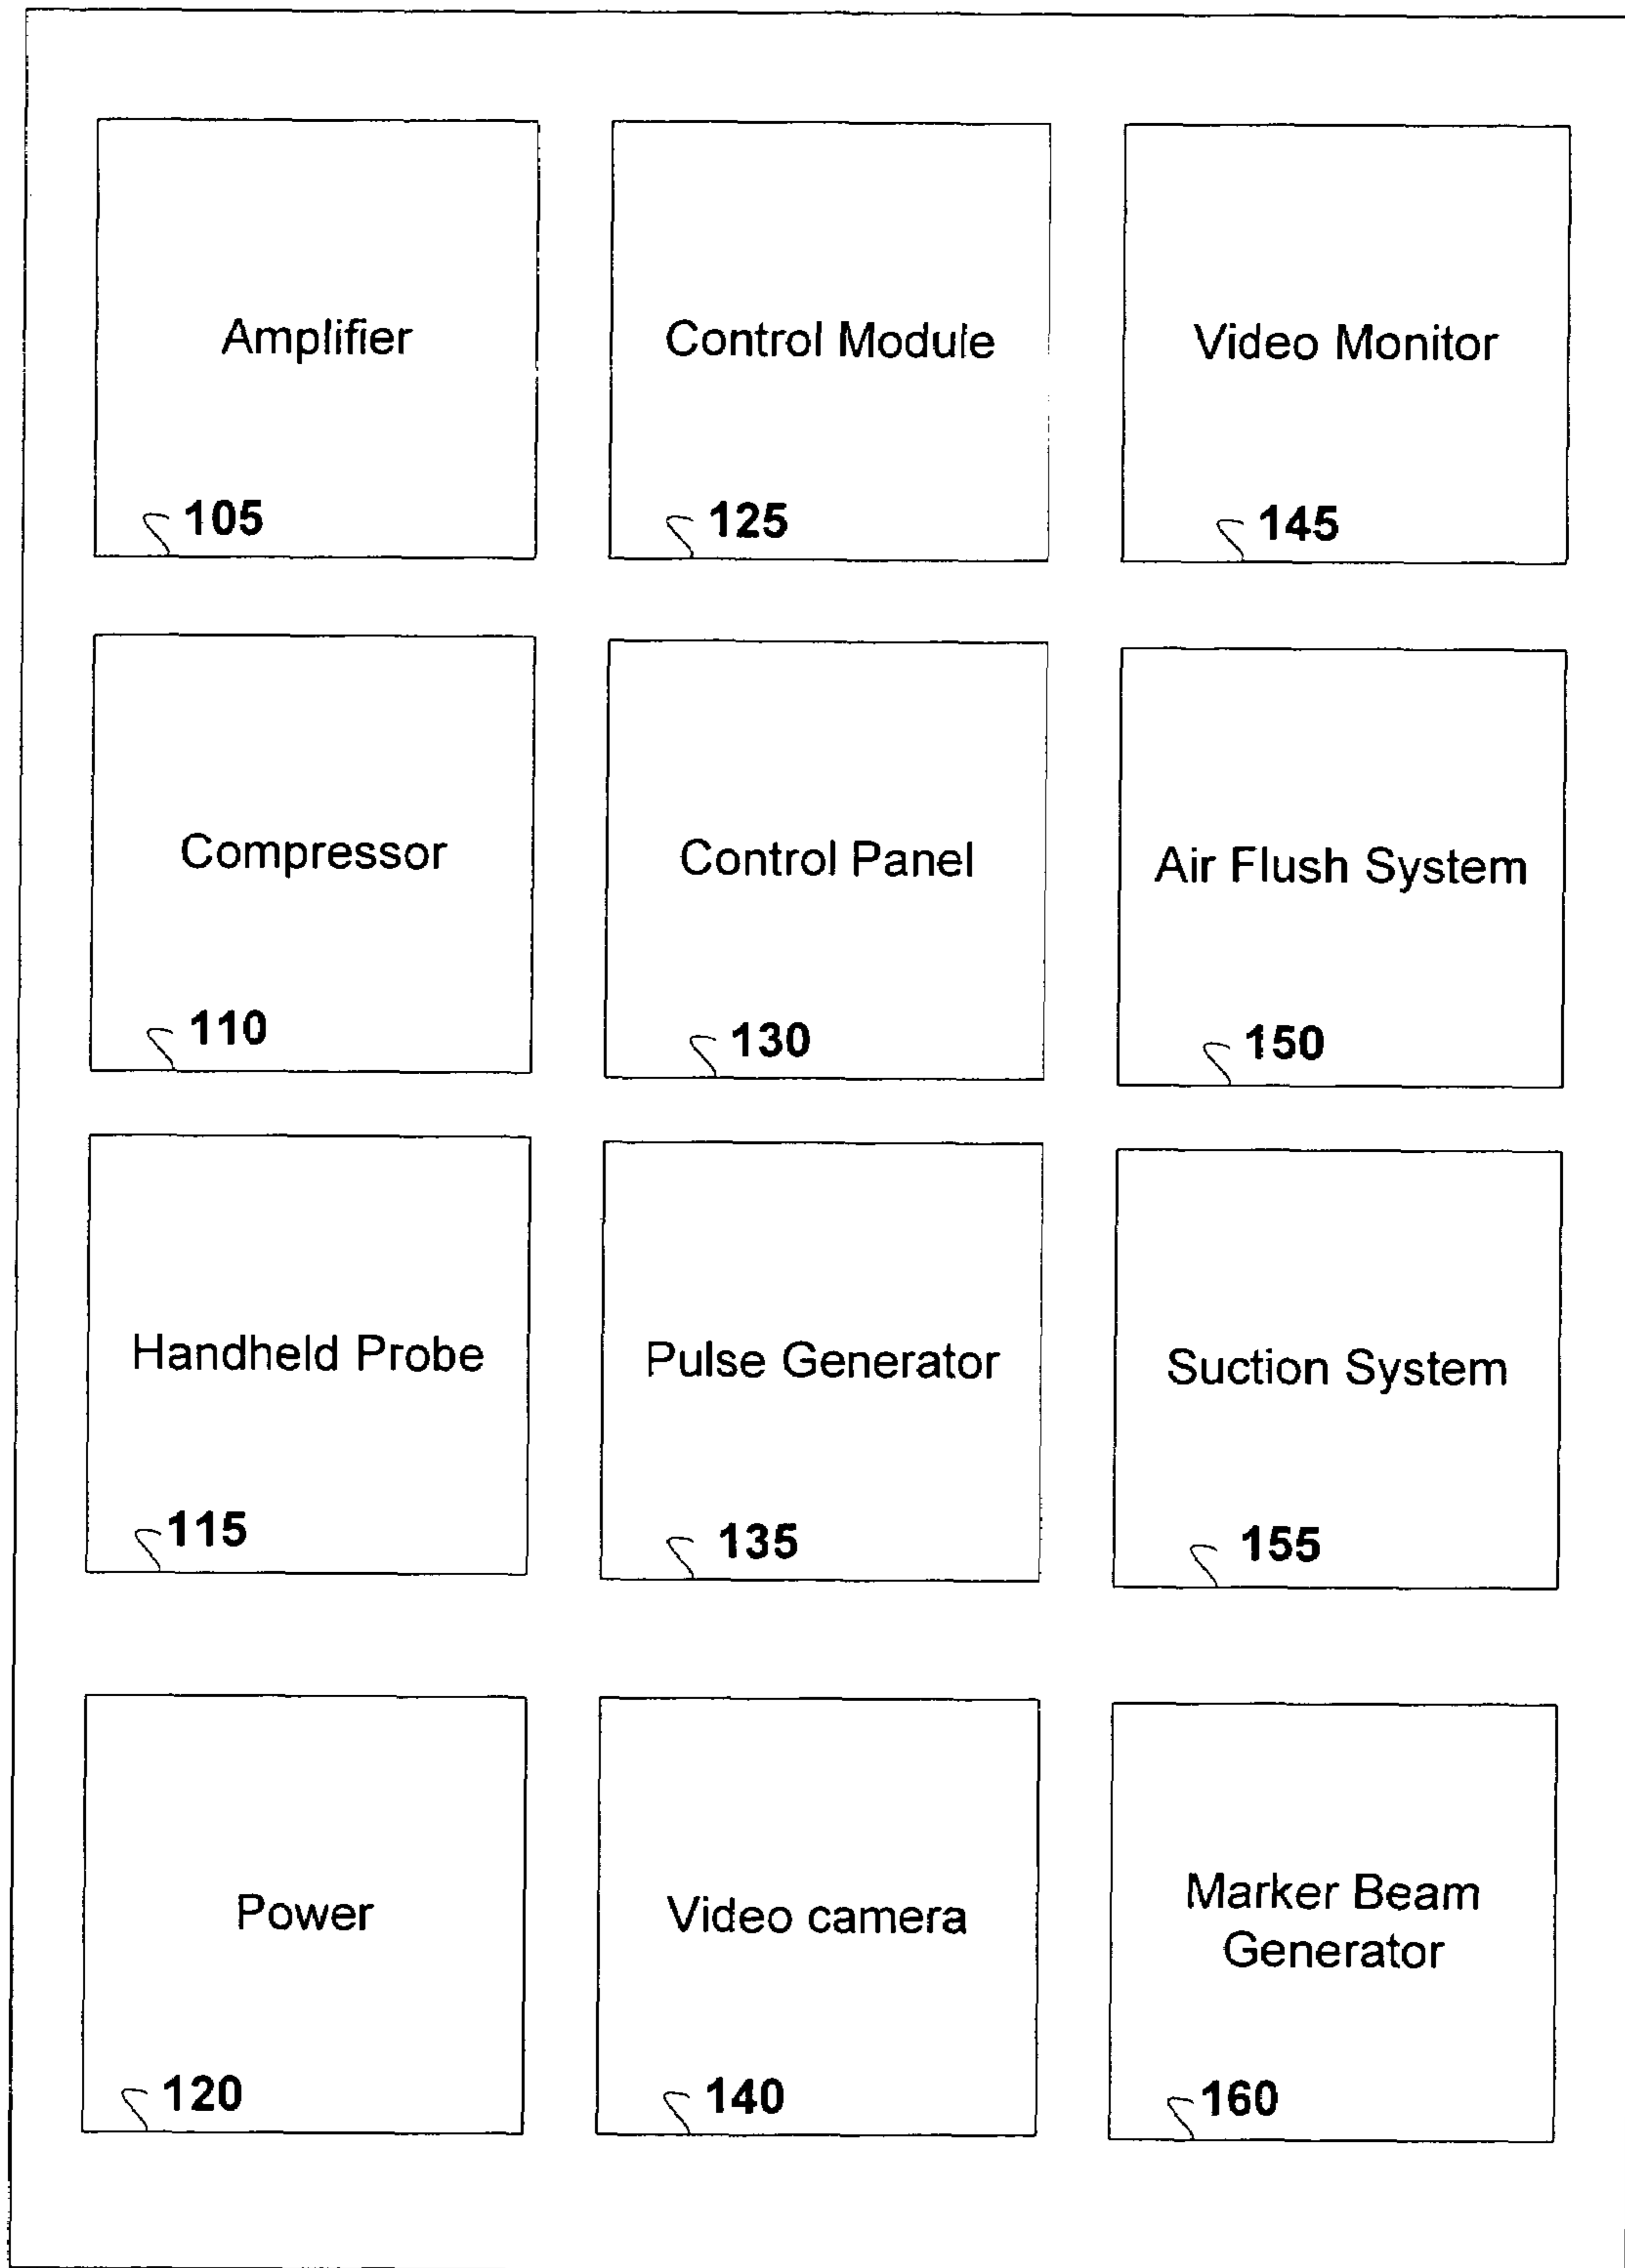 Amplifier
105
Control Module
125
Video Monitor
145
Compressor
110
Control Panel
130
Air Flush System
150
Handheld Probe
115
Pulse Generator
135
Suction System
155
Power
120
Video camera
140
Marker Beam
Generator
160